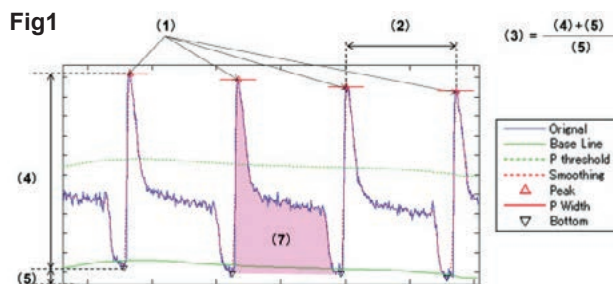 Fig1
(1)
(2)
(3) = (4)+(5)
(5)
(4)
(5)
(7)
Orignal
Base Line
P threshold
Smoothing
Peak
P Width
Bottom